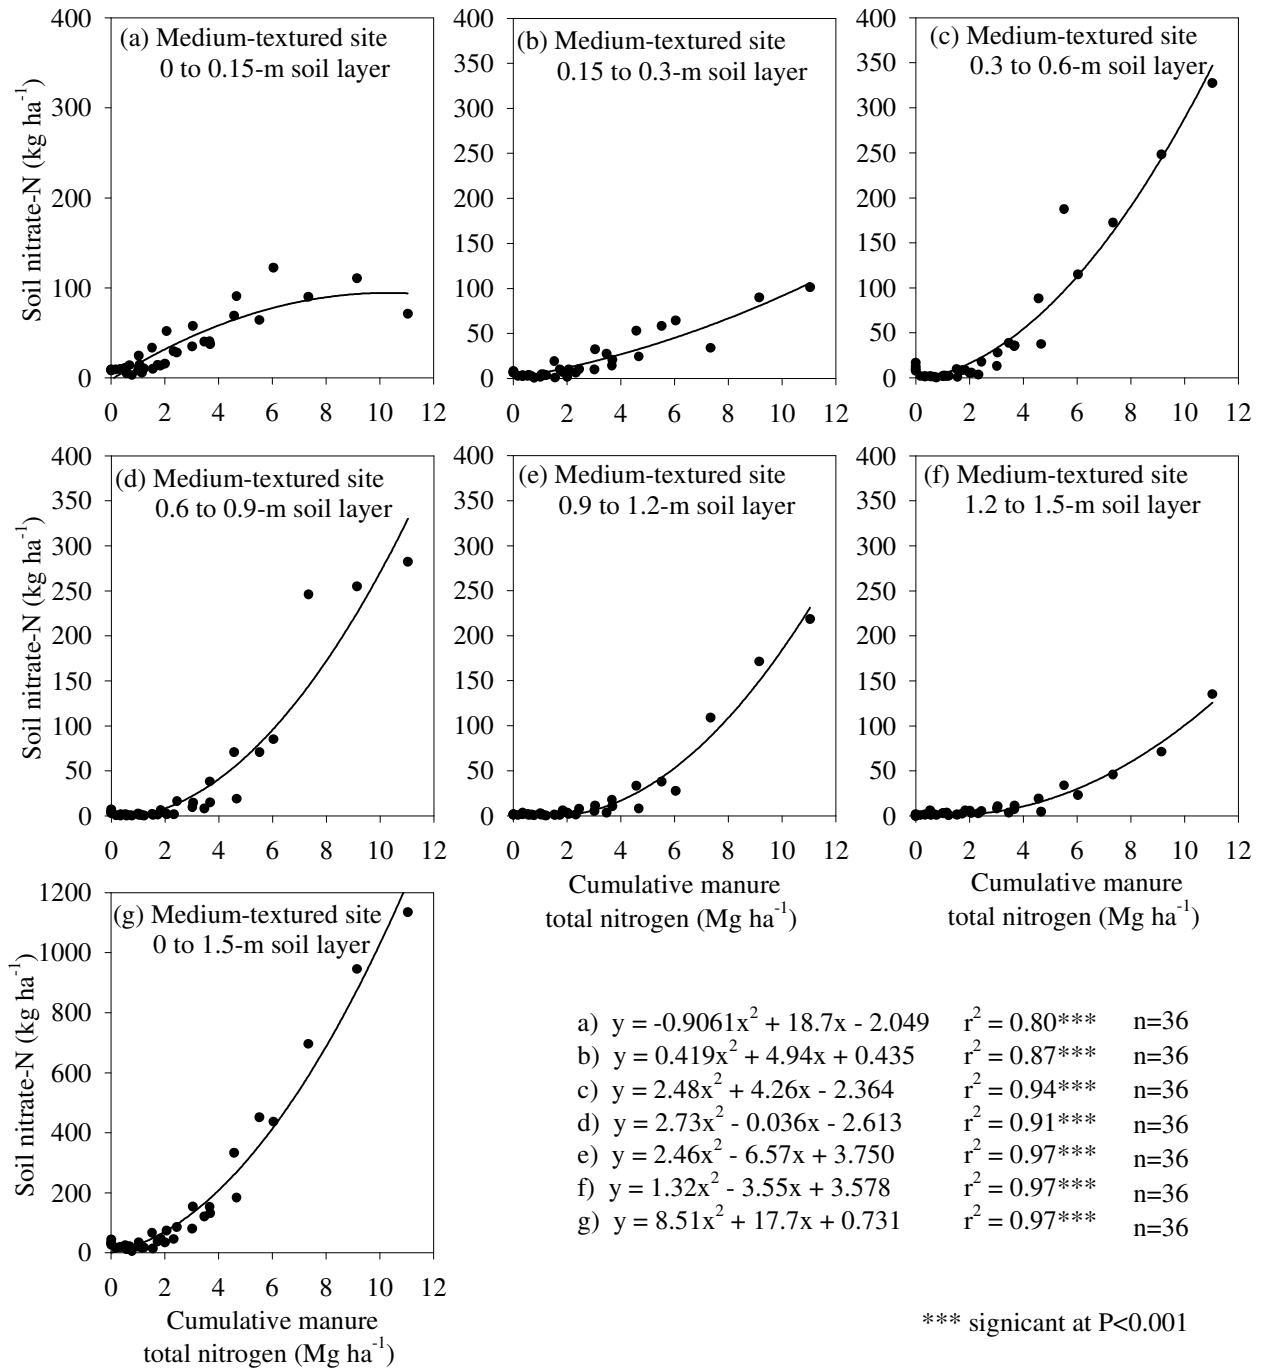 (a) Medium-textured site
0 to 0.15-m soil layer
Soil nitrate-N (kg ha⁻¹)
400
300
200
100
0
0 2 4 6 8 10 12
(b) Medium-textured site
0.15 to 0.3-m soil layer
400
350
300
250
200
150
100
50
0
0 2 4 6 8 10 12
(c) Medium-textured site
0.3 to 0.6-m soil layer
400
350
300
250
200
150
100
50
0
0 2 4 6 8 10 12
(d) Medium-textured site
0.6 to 0.9-m soil layer
Soil nitrate-N (kg ha⁻¹)
400
350
300
250
200
150
100
50
0
0 2 4 6 8 10 12
(e) Medium-textured site
0.9 to 1.2-m soil layer
400
350
300
250
200
150
100
50
0
0 2 4 6 8 10 12
Cumulative manure
total nitrogen (Mg ha⁻¹)
(f) Medium-textured site
1.2 to 1.5-m soil layer
400
350
300
250
200
150
100
50
0
0 2 4 6 8 10 12
Cumulative manure
total nitrogen (Mg ha⁻¹)
(g) Medium-textured site
0 to 1.5-m soil layer
Soil nitrate-N (kg ha⁻¹)
1200
1000
800
600
400
200
0
0 2 4 6 8 10 12
Cumulative manure
total nitrogen (Mg ha⁻¹)
a) y = -0.9061x² + 18.7x - 2.049 r² = 0.80*** n=36
b) y = 0.419x² + 4.94x + 0.435 r² = 0.87*** n=36
c) y = 2.48x² + 4.26x - 2.364 r² = 0.94*** n=36
d) y = 2.73x² - 0.036x - 2.613 r² = 0.91*** n=36
e) y = 2.46x² - 6.57x + 3.750 r² = 0.97*** n=36
f) y = 1.32x² - 3.55x + 3.578 r² = 0.97*** n=36
g) y = 8.51x² + 17.7x + 0.731 r² = 0.97*** n=36
*** signicant at P<0.001